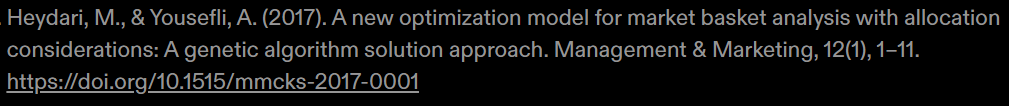 . Heydari, M., & Yousefli, A. (2017). A new optimization model for market basket analysis with allocation
considerations: A genetic algorithm solution approach. Management & Marketing, 12(1), 1–11.
https://doi.org/10.1515/mmcks-2017-0001